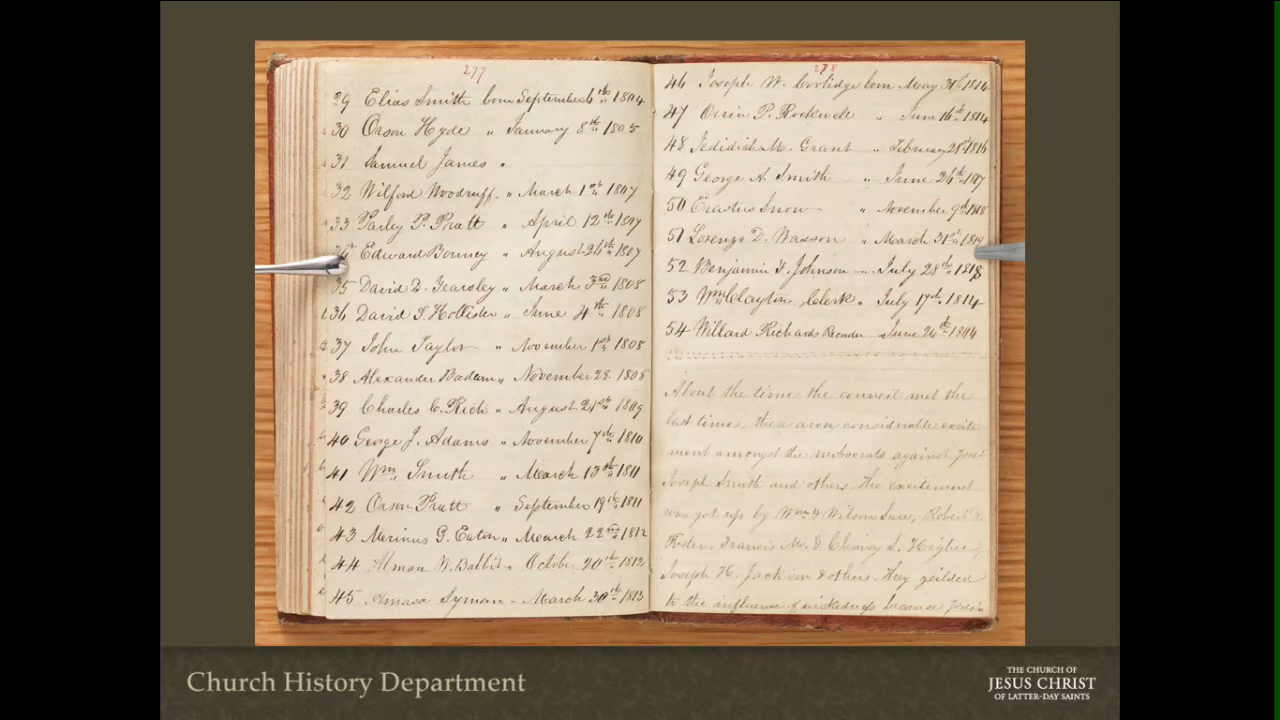 277
29 Elias Smith born September 6th 1804
30 Orson Hyde " January 8th 1805
31 Samuel James "
32 Wilford Woodruff " March 1st 1807
33 Parley P. Pratt " April 12th 1807
Edward Bonney " August 26th 1807
35 David D. Yearsley " March 3rd 1808
36 David S. Hollister " June 4th 1808
37 John Taylor " November 1st 1808
38 Alexander Badam " November 28. 1808
39 Charles C. Rich " August 21st 1809
40 George J. Adams " November 7th 1810
41 Wm Smith " March 13th 1811
42 Orson Pratt " September 19th 1811
43 Marinus G. Eaton " March 22nd 1812
44 Almon W. Babbit " October 1812
45 Amasa Lyman " March 30th 1813
278
46 Joseph W. Coolidge born May 31st 1814
47 Orrin P. Rockwell " June 16th 1814
48 Jedidiah M. Grant " February 21st 1816
49 George A. Smith " June 26th
50 Erastus Snow " November 9th 1818
51 Lorenzo D. Wasson " March 31st 1819
52 Benjamin F. Johnson " July 28th 1818
53 Wm Clayton, Clerk " July 17th 1814
54 Willard Richards Recorder " June 24th 1804
About the time the council met the
last times, there arose considerable excite
ment amongst the mobocrats against
Joseph Smith and others. The excitement
was got up by Wm & Wilson Law, Robert D.
Foster, Francis M. & Chancy L. Higbee,
Joseph H. Jackson & others. They yeilded
to the influence of wickedness because
Church History Department
THE CHURCH OF
JESUS CHRIST
OF LATTER-DAY SAINTS